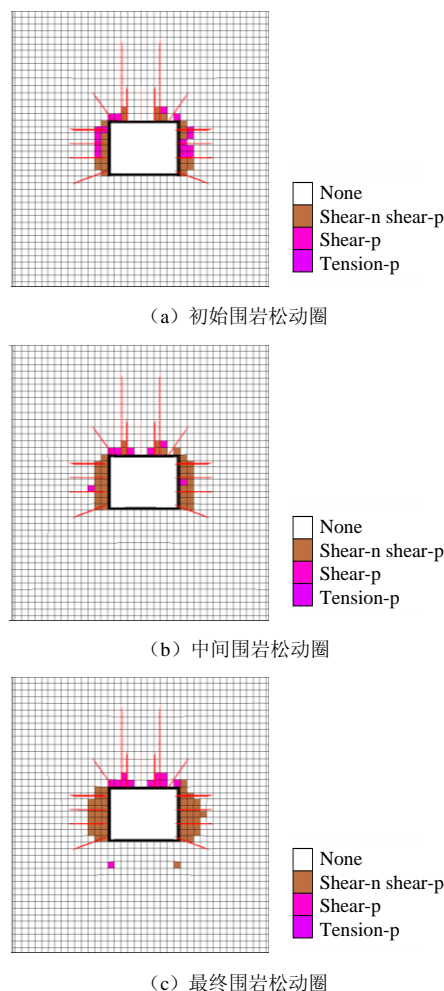 None
Shear-n shear-p
Shear-p
Tension-p
（a）初始围岩松动圈
None
Shear-n shear-p
Shear-p
Tension-p
（b）中间围岩松动圈
None
Shear-n shear-p
Shear-p
Tension-p
（c）最终围岩松动圈